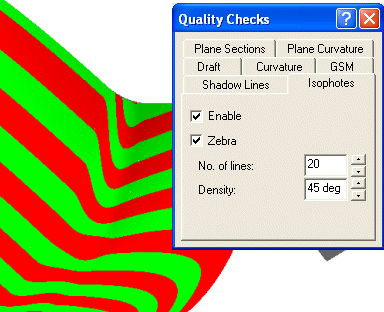 Quality Checks
Plane Sections Plane Curvature
Draft Curvature GSM
Shadow Lines Isophotes
Enable
Zebra
No. of lines: 20
Density: 45 deg